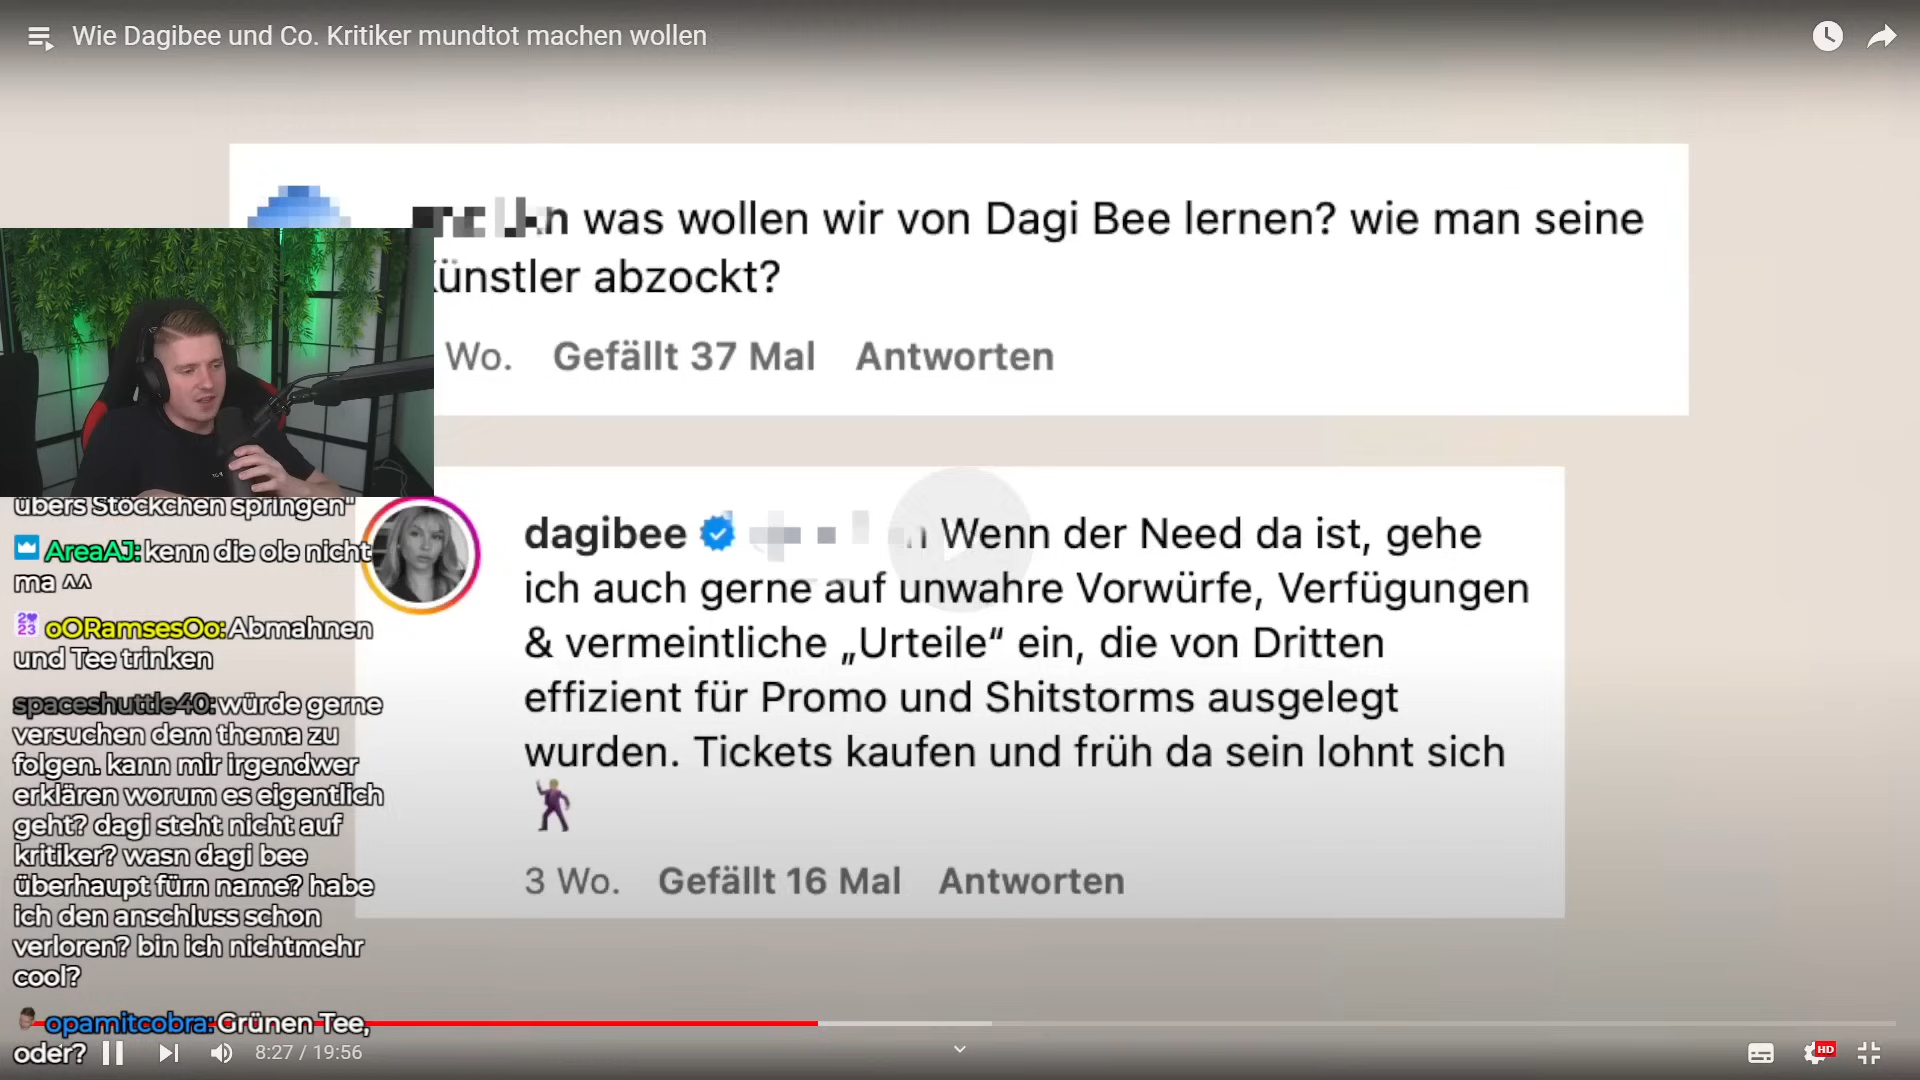 Wie Dagibee und Co. Kritiker mundtot machen wollen
was wollen wir von Dagi Bee lernen? wie man seine
Künstler abzockt?
Wo. Gefällt 37 Mal Antworten
dagibee Wenn der Need da ist, gehe
ich auch gerne auf unwahre Vorwürfe, Verfügungen
& vermeintliche „Urteile“ ein, die von Dritten
effizient für Promo und Shitstorms ausgelegt
wurden. Tickets kaufen und früh da sein lohnt sich
3 Wo. Gefällt 16 Mal Antworten
übers Stöckchen springen"
AreaAJ: kenn die ole nicht
ma ^^
oORamsesOo: Abmahnen
und Tee trinken
spaceshuttle40: würde gerne
versuchen dem thema zu
folgen. kann mir irgendwer
erklären worum es eigentlich
geht? dagi steht nicht auf
kritiker? wasn dagi bee
überhaupt fürn name? habe
ich den anschluss schon
verloren? bin ich nichtmehr
cool?
opamitcobra: Grünen Tee,
oder?
8:27 / 19:56
HD